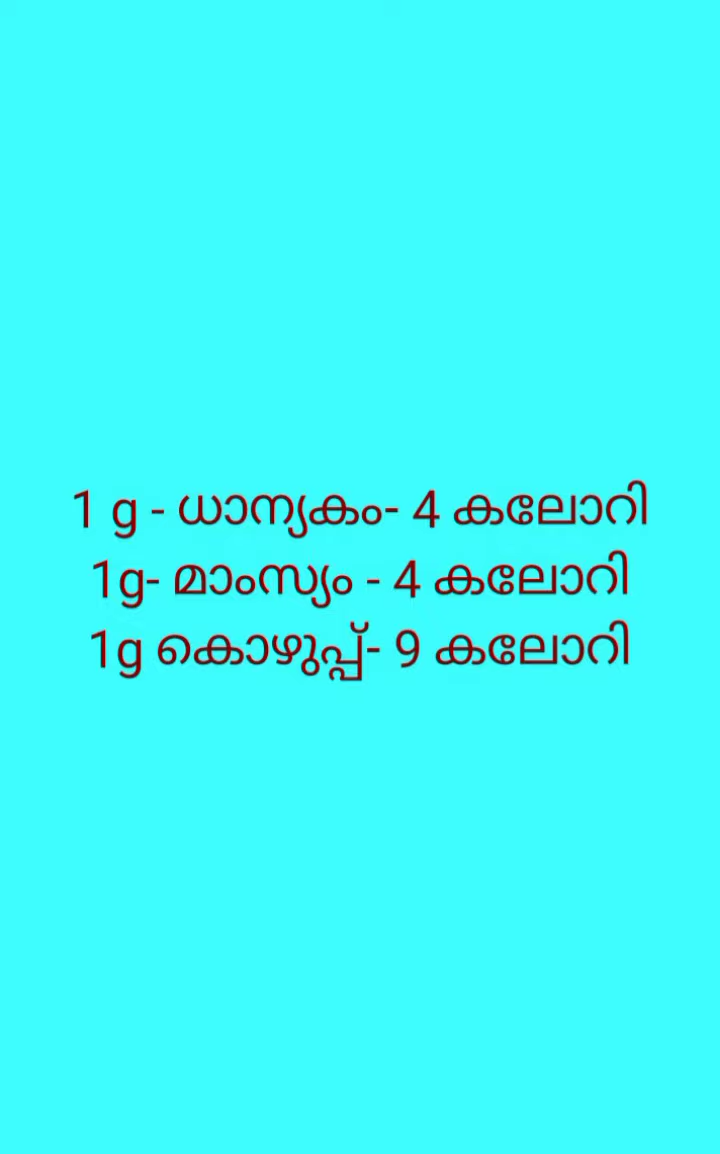 1 g - ധാന്യകം- 4 കലോറി
1g- മാംസ്യം - 4 കലോറി
1g കൊഴുപ്പ്- 9 കലോറി